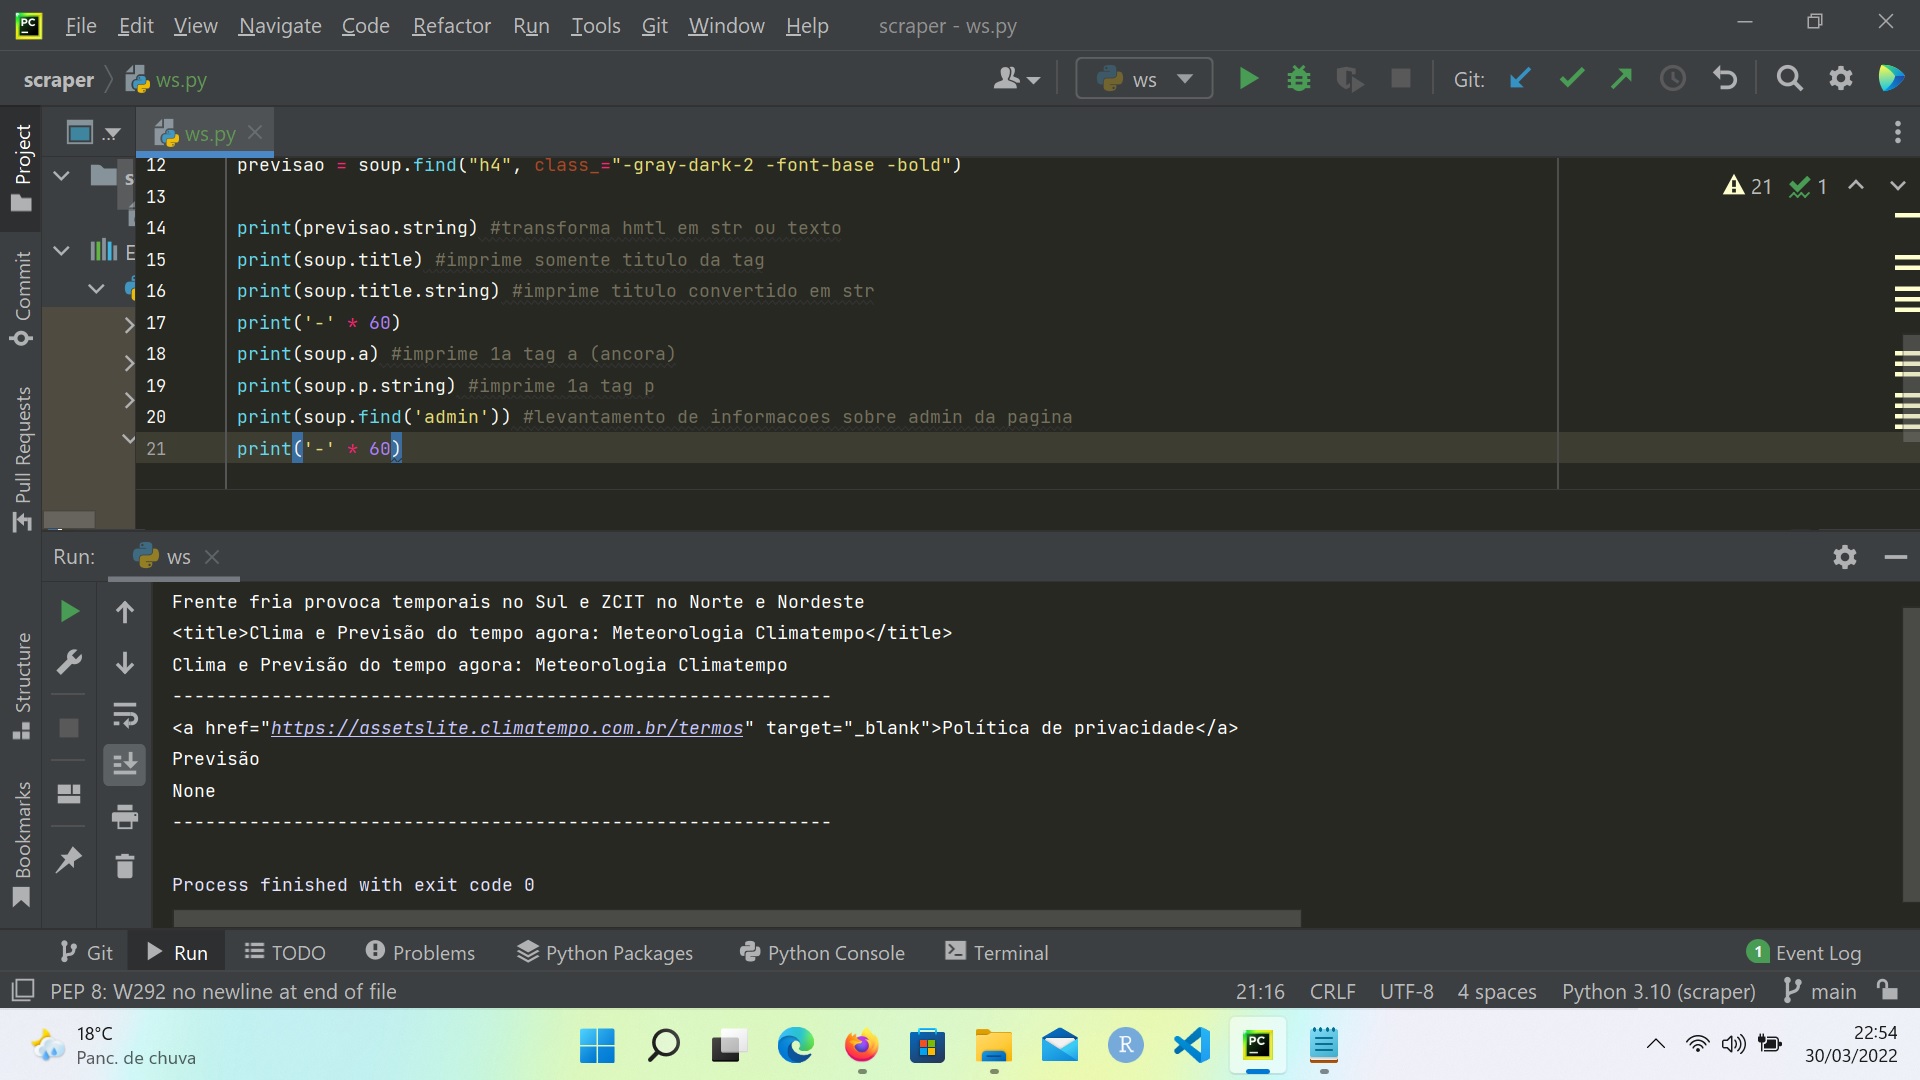 PC File Edit View Navigate Code Refactor Run Tools Git Window Help scraper - ws.py
scraper ws.py ws Git:
Project
ws.py
12 previsao = soup.find("h4", class_="-gray-dark-2 -font-base -bold")
21 1
13
14 print(previsao.string) #transforma hmtl em str ou texto
15 print(soup.title) #imprime somente titulo da tag
16 print(soup.title.string) #imprime titulo convertido em str
17 print('-' * 60)
18 print(soup.a) #imprime 1a tag a (ancora)
19 print(soup.p.string) #imprime 1a tag p
20 print(soup.find('admin')) #levantamento de informacoes sobre admin da pagina
21 print('-' * 60)
s
E
Commit
Pull Requests
Structure
Bookmarks
Run: ws
Frente fria provoca temporais no Sul e ZCIT no Norte e Nordeste
<title>Clima e Previsão do tempo agora: Meteorologia Climatempo</title>
Clima e Previsão do tempo agora: Meteorologia Climatempo
------------------------------------------------------------
<a href="https://assetslite.climatempo.com.br/termos" target="_blank">Política de privacidade</a>
Previsão
None
------------------------------------------------------------
Process finished with exit code 0
Git Run TODO Problems Python Packages Python Console Terminal 1 Event Log
PEP 8: W292 no newline at end of file 21:16 CRLF UTF-8 4 spaces Python 3.10 (scraper) main
18°C
Panc. de chuva
R
PC
22:54
30/03/2022